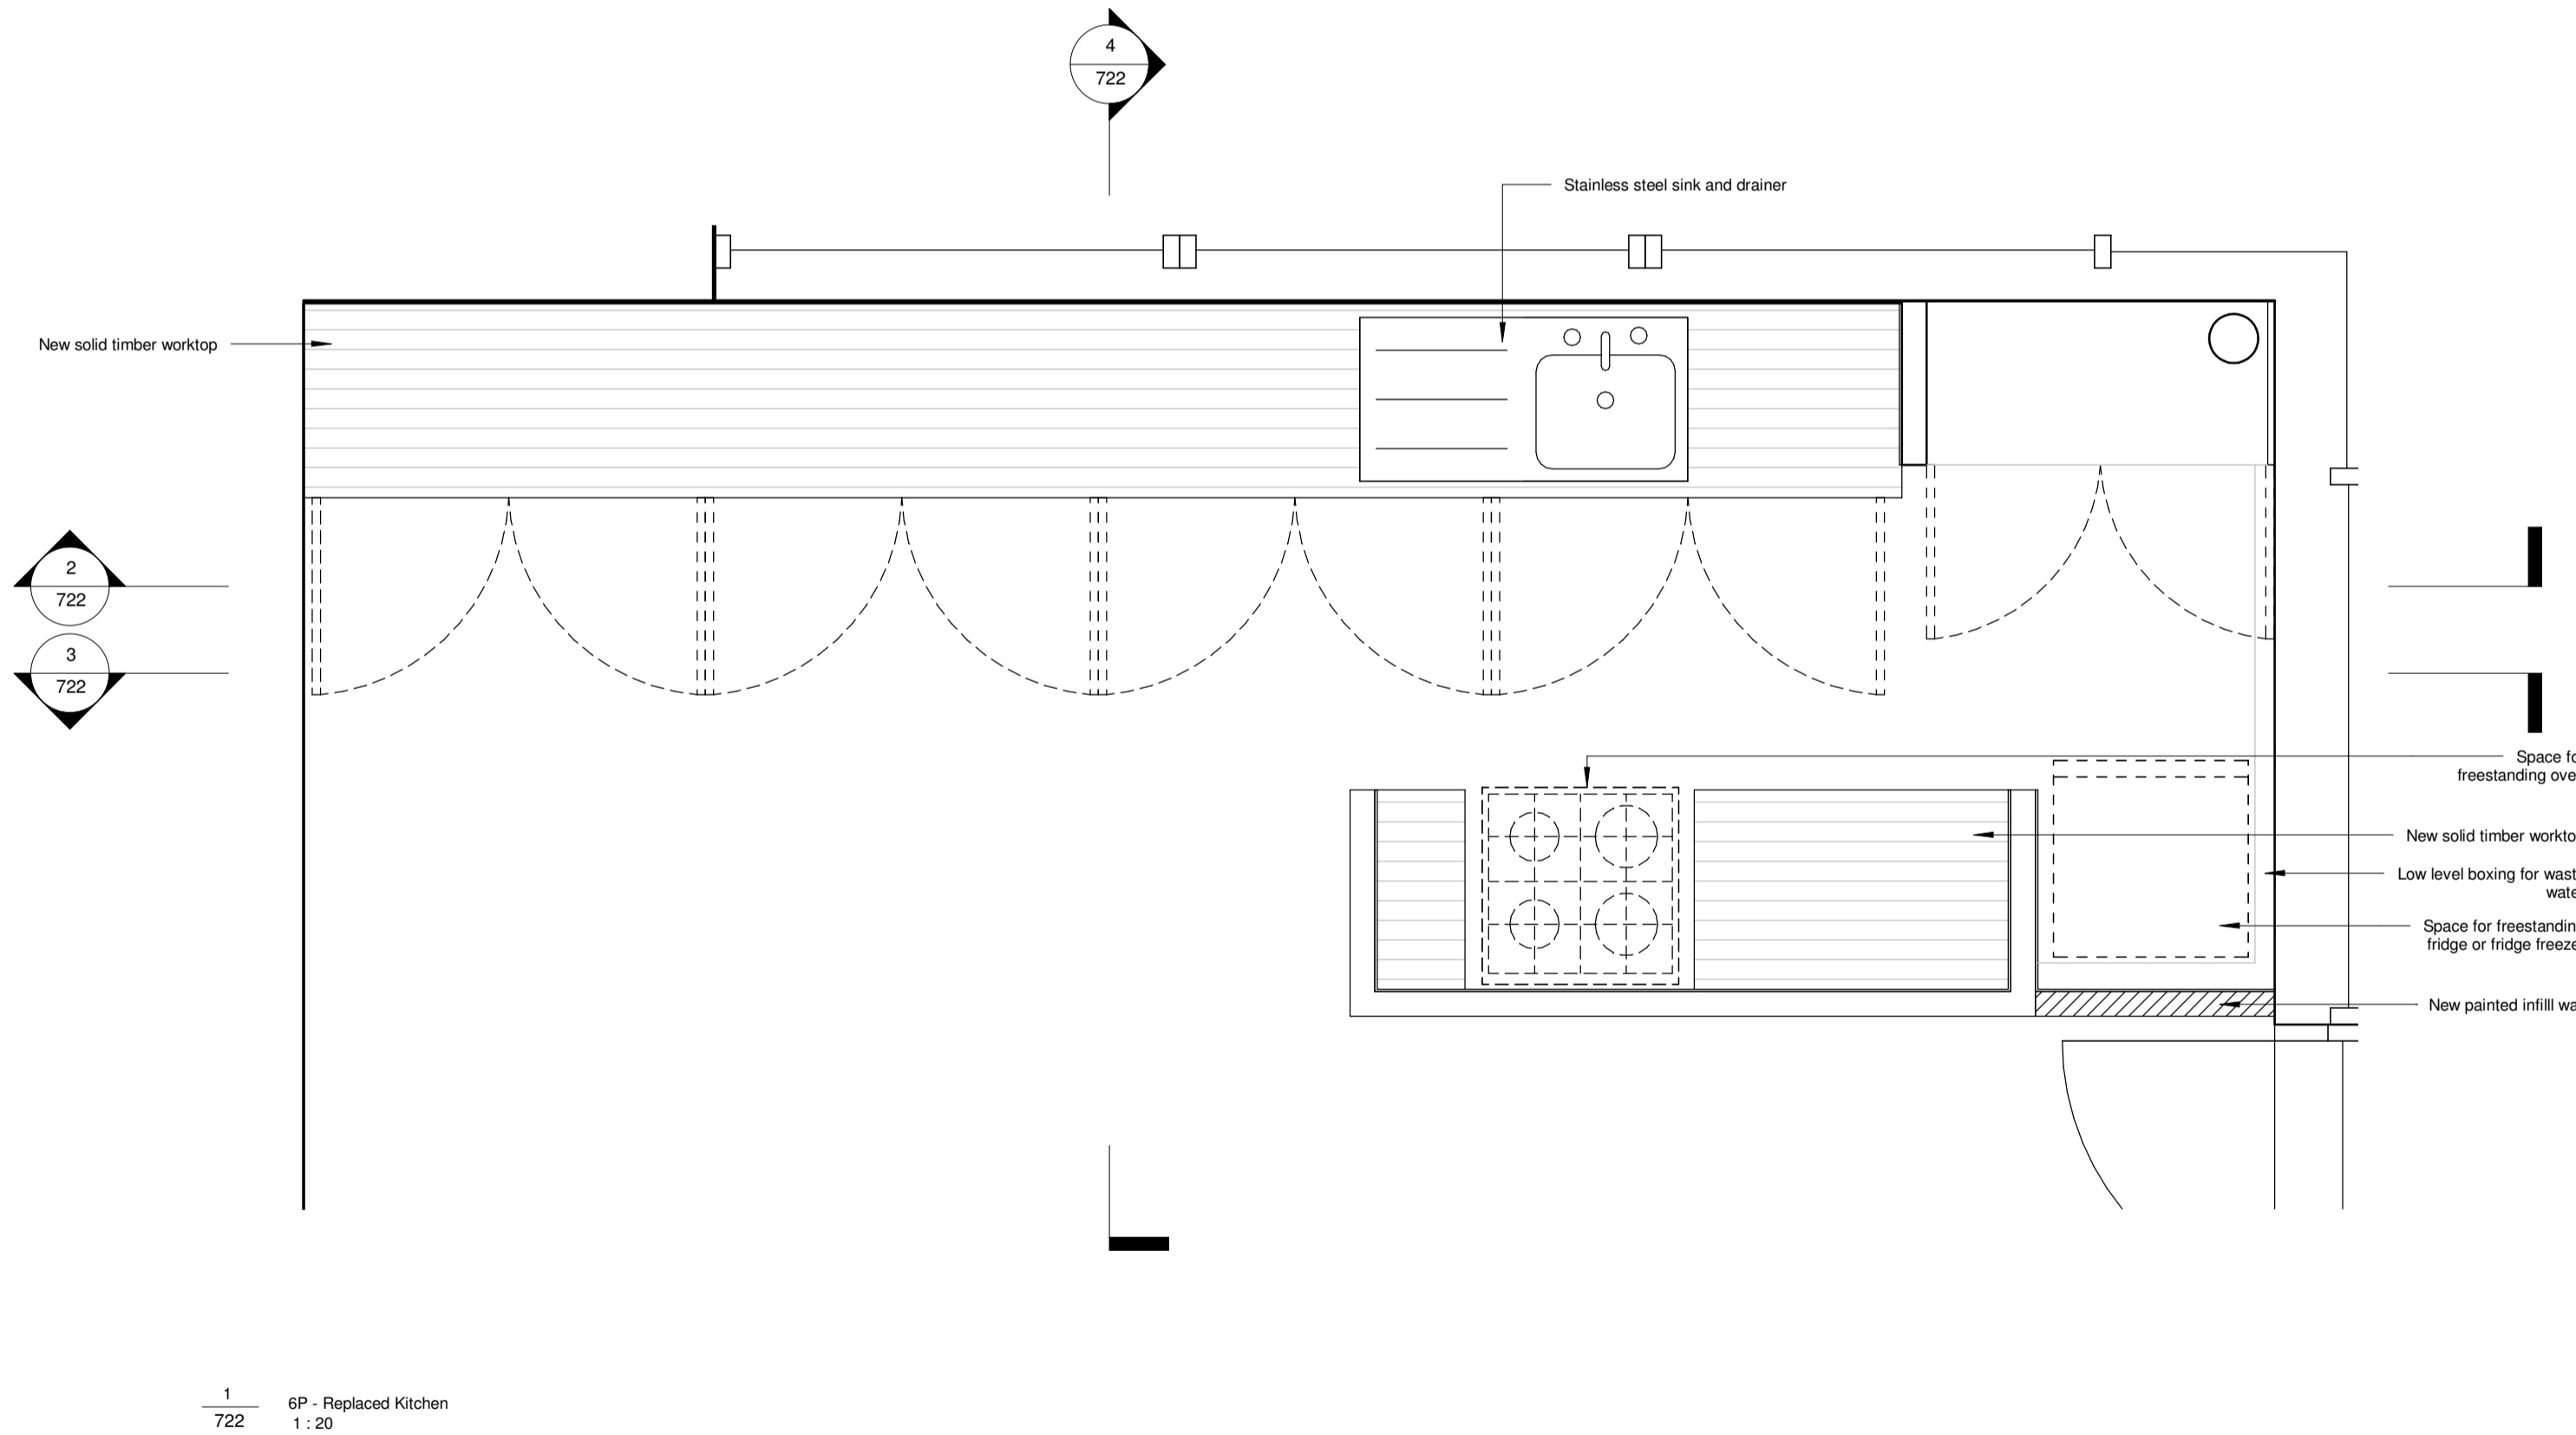 4
722
Stainless steel sink and drainer
New solid timber worktop
2
722
3
722
Space fo
freestanding ove
New solid timber workto
Low level boxing for wast
wate
Space for freestandin
fridge or fridge freeze
New painted infilll wa
1
722
6P - Replaced Kitchen
1 : 20